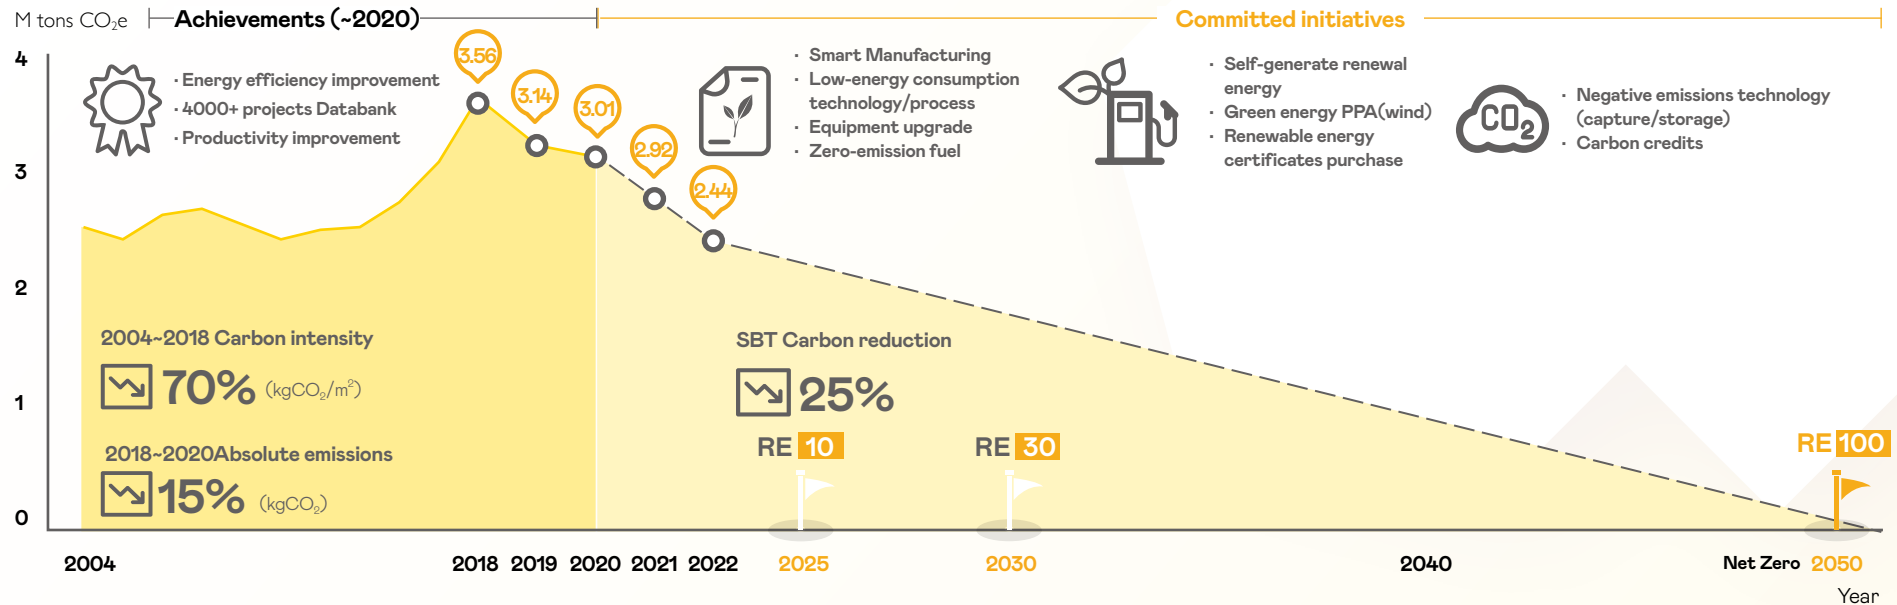 M tons CO₂e
Achievements (~2020)
Committed initiatives
4
3
2
1
0
· Energy efficiency improvement
· 4000+ projects Databank
· Productivity improvement
3.56
3.14
3.01
2.92
2.44
· Smart Manufacturing
· Low-energy consumption
technology/process
· Equipment upgrade
· Zero-emission fuel
· Self-generate renewal
energy
· Green energy PPA(wind)
· Renewable energy
certificates purchase
CO₂
· Negative emissions technology
(capture/storage)
· Carbon credits
2004~2018 Carbon intensity
70% (kgCO₂/m²)
2018~2020Absolute emissions
15% (kgCO₂)
SBT Carbon reduction
25%
RE 10
RE 30
RE 100
2004
2018
2019
2020
2021
2022
2025
2030
2040
Net Zero 2050
Year